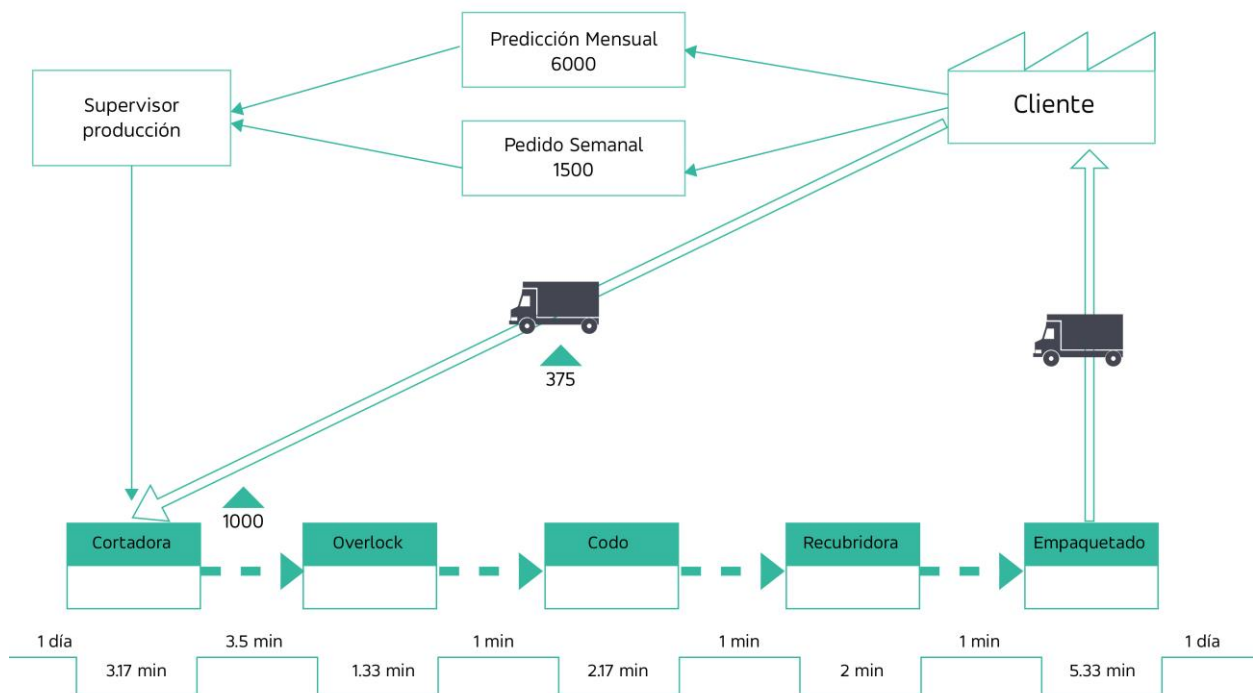 Predicción Mensual
6000
Supervisor
producción
Cliente
Pedido Semanal
1500
375
1000
Cortadora
Overlock
Codo
Recubridora
Empaquetado
1 día
3.5 min
1 min
1 min
1 min
1 día
3.17 min
1.33 min
2.17 min
2 min
5.33 min